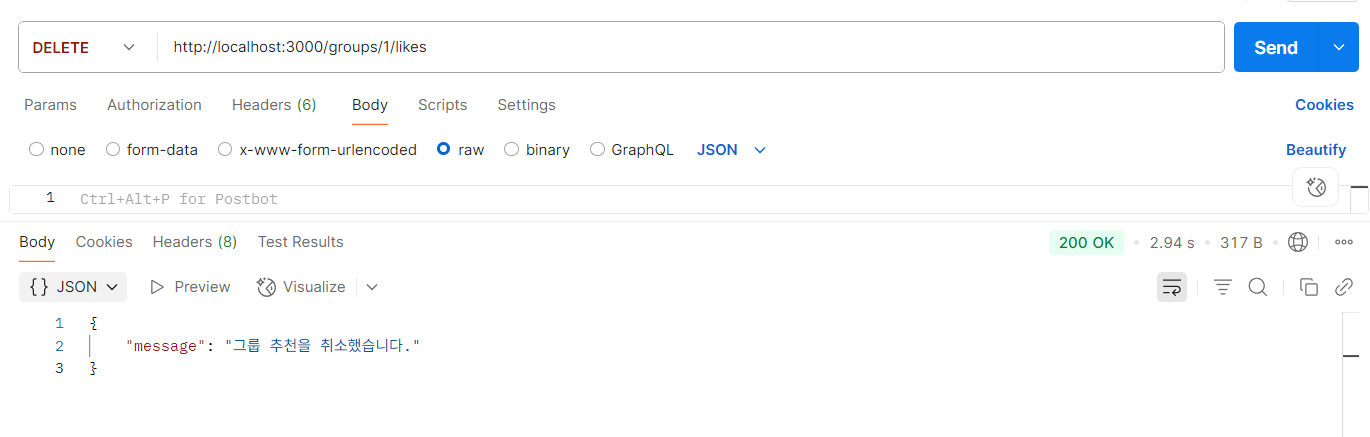 DELETE http://localhost:3000/groups/1/likes Send
Params Authorization Headers (6) Body Scripts Settings Cookies
none form-data x-www-form-urlencoded raw binary GraphQL JSON Beautify
1 Ctrl+Alt+P for Postbot
Body Cookies Headers (8) Test Results 200 OK • 2.94 s • 317 B •
{} JSON Preview Visualize
1 {
2 "message": "그룹 추천을 취소했습니다."
3 }